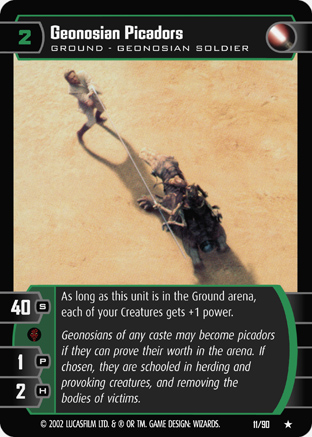 2
Geonosian Picadors
GROUND - GEONOSIAN SOLDIER
40 S
As long as this unit is in the Ground arena,
each of your Creatures gets +1 power.
Geonosians of any caste may become picadors
1 P
if they can prove their worth in the arena. If
chosen, they are schooled in herding and
2 H
provoking creatures, and removing the
bodies of victims.
© 2002 LUCASFILM LTD. & ® OR TM. GAME DESIGN: WIZARDS.
11/90 ★